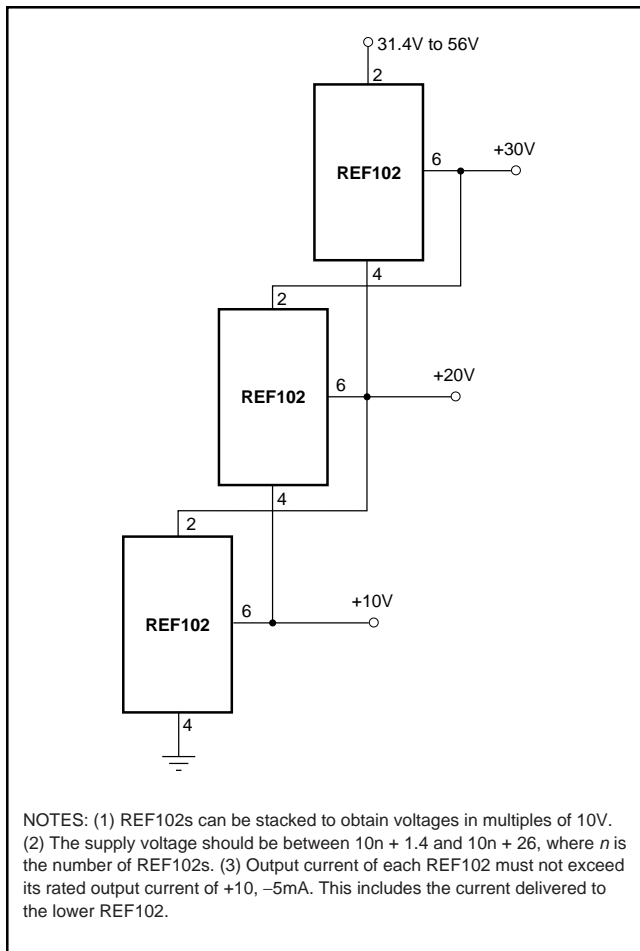 31.4V to 56V
2
REF102
6
+30V
4
2
REF102
6
+20V
4
2
REF102
6
+10V
4
NOTES: (1) REF102s can be stacked to obtain voltages in multiples of 10V.
(2) The supply voltage should be between 10n + 1.4 and 10n + 26, where n is
the number of REF102s. (3) Output current of each REF102 must not exceed
its rated output current of +10, −5mA. This includes the current delivered to
the lower REF102.